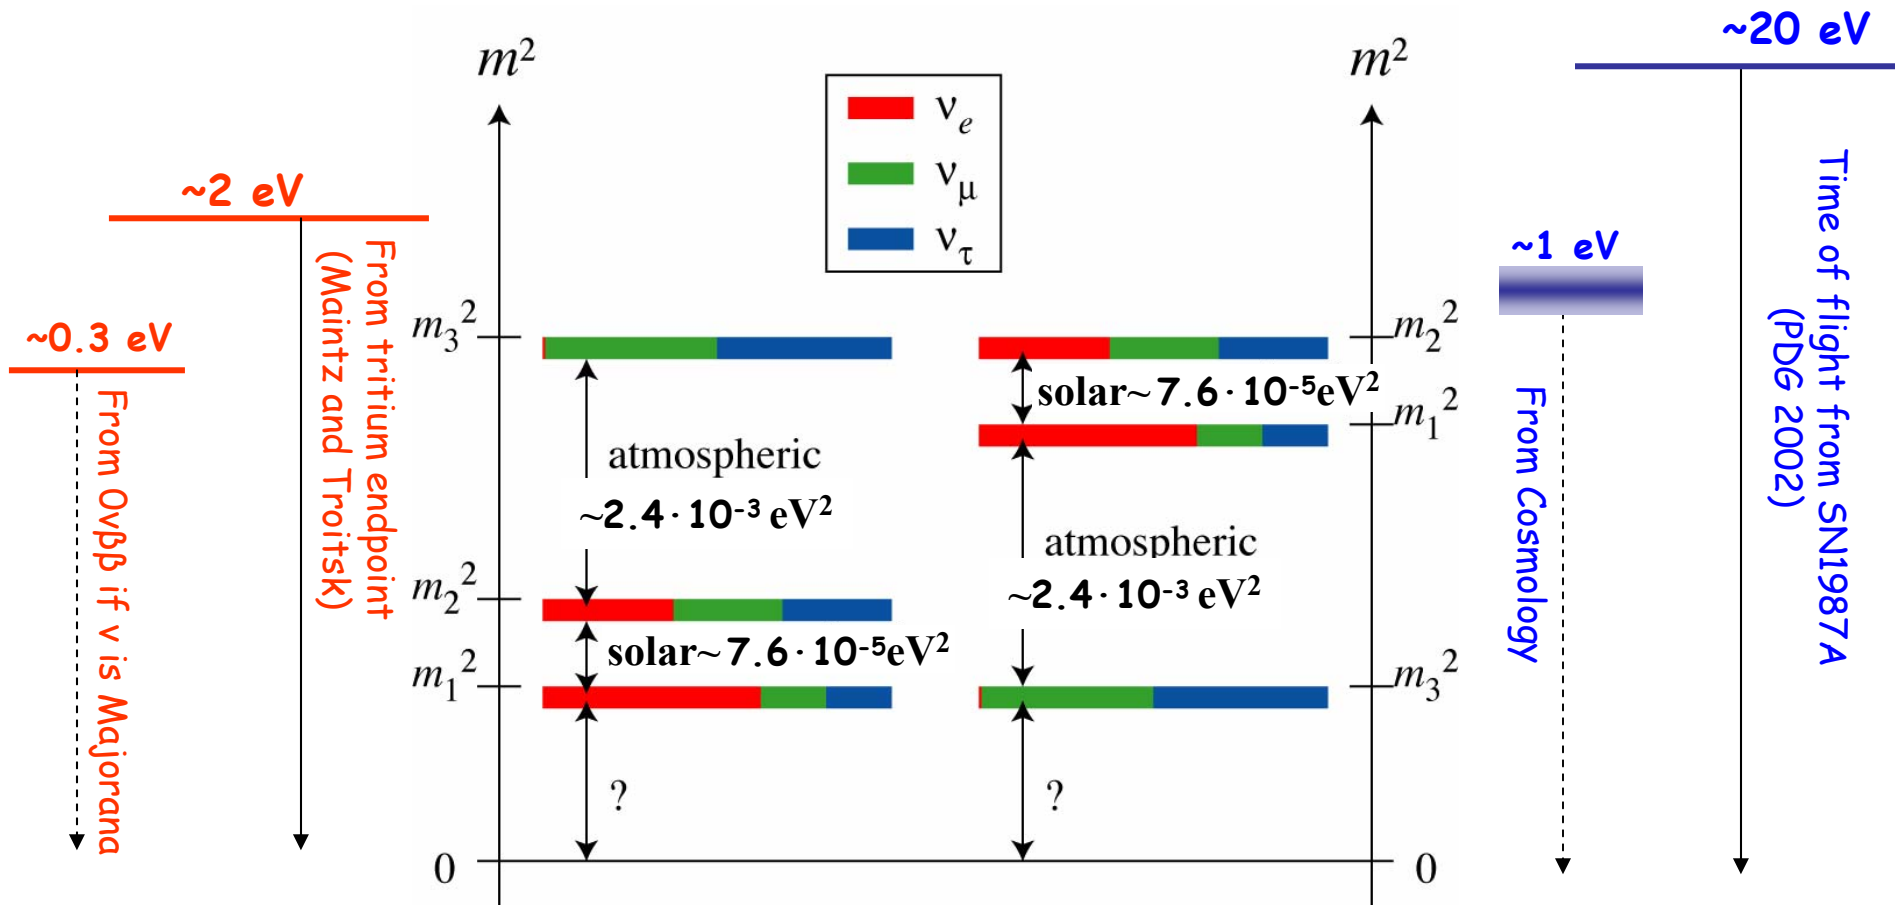 ~20 eV
m²
m²
νe
νμ
ντ
~2 eV
From tritium endpoint
(Maintz and Troitsk)
~0.3 eV
From 0νββ if ν is Majorana
~1 eV
From Cosmology
Time of flight from SN1987A
(PDG 2002)
m₃²
m₂²
solar~7.6·10⁻⁵eV²
m₁²
atmospheric
~2.4·10⁻³ eV²
atmospheric
~2.4·10⁻³ eV²
m₂²
solar~7.6·10⁻⁵eV²
m₁²
m₃²
?
?
0
0